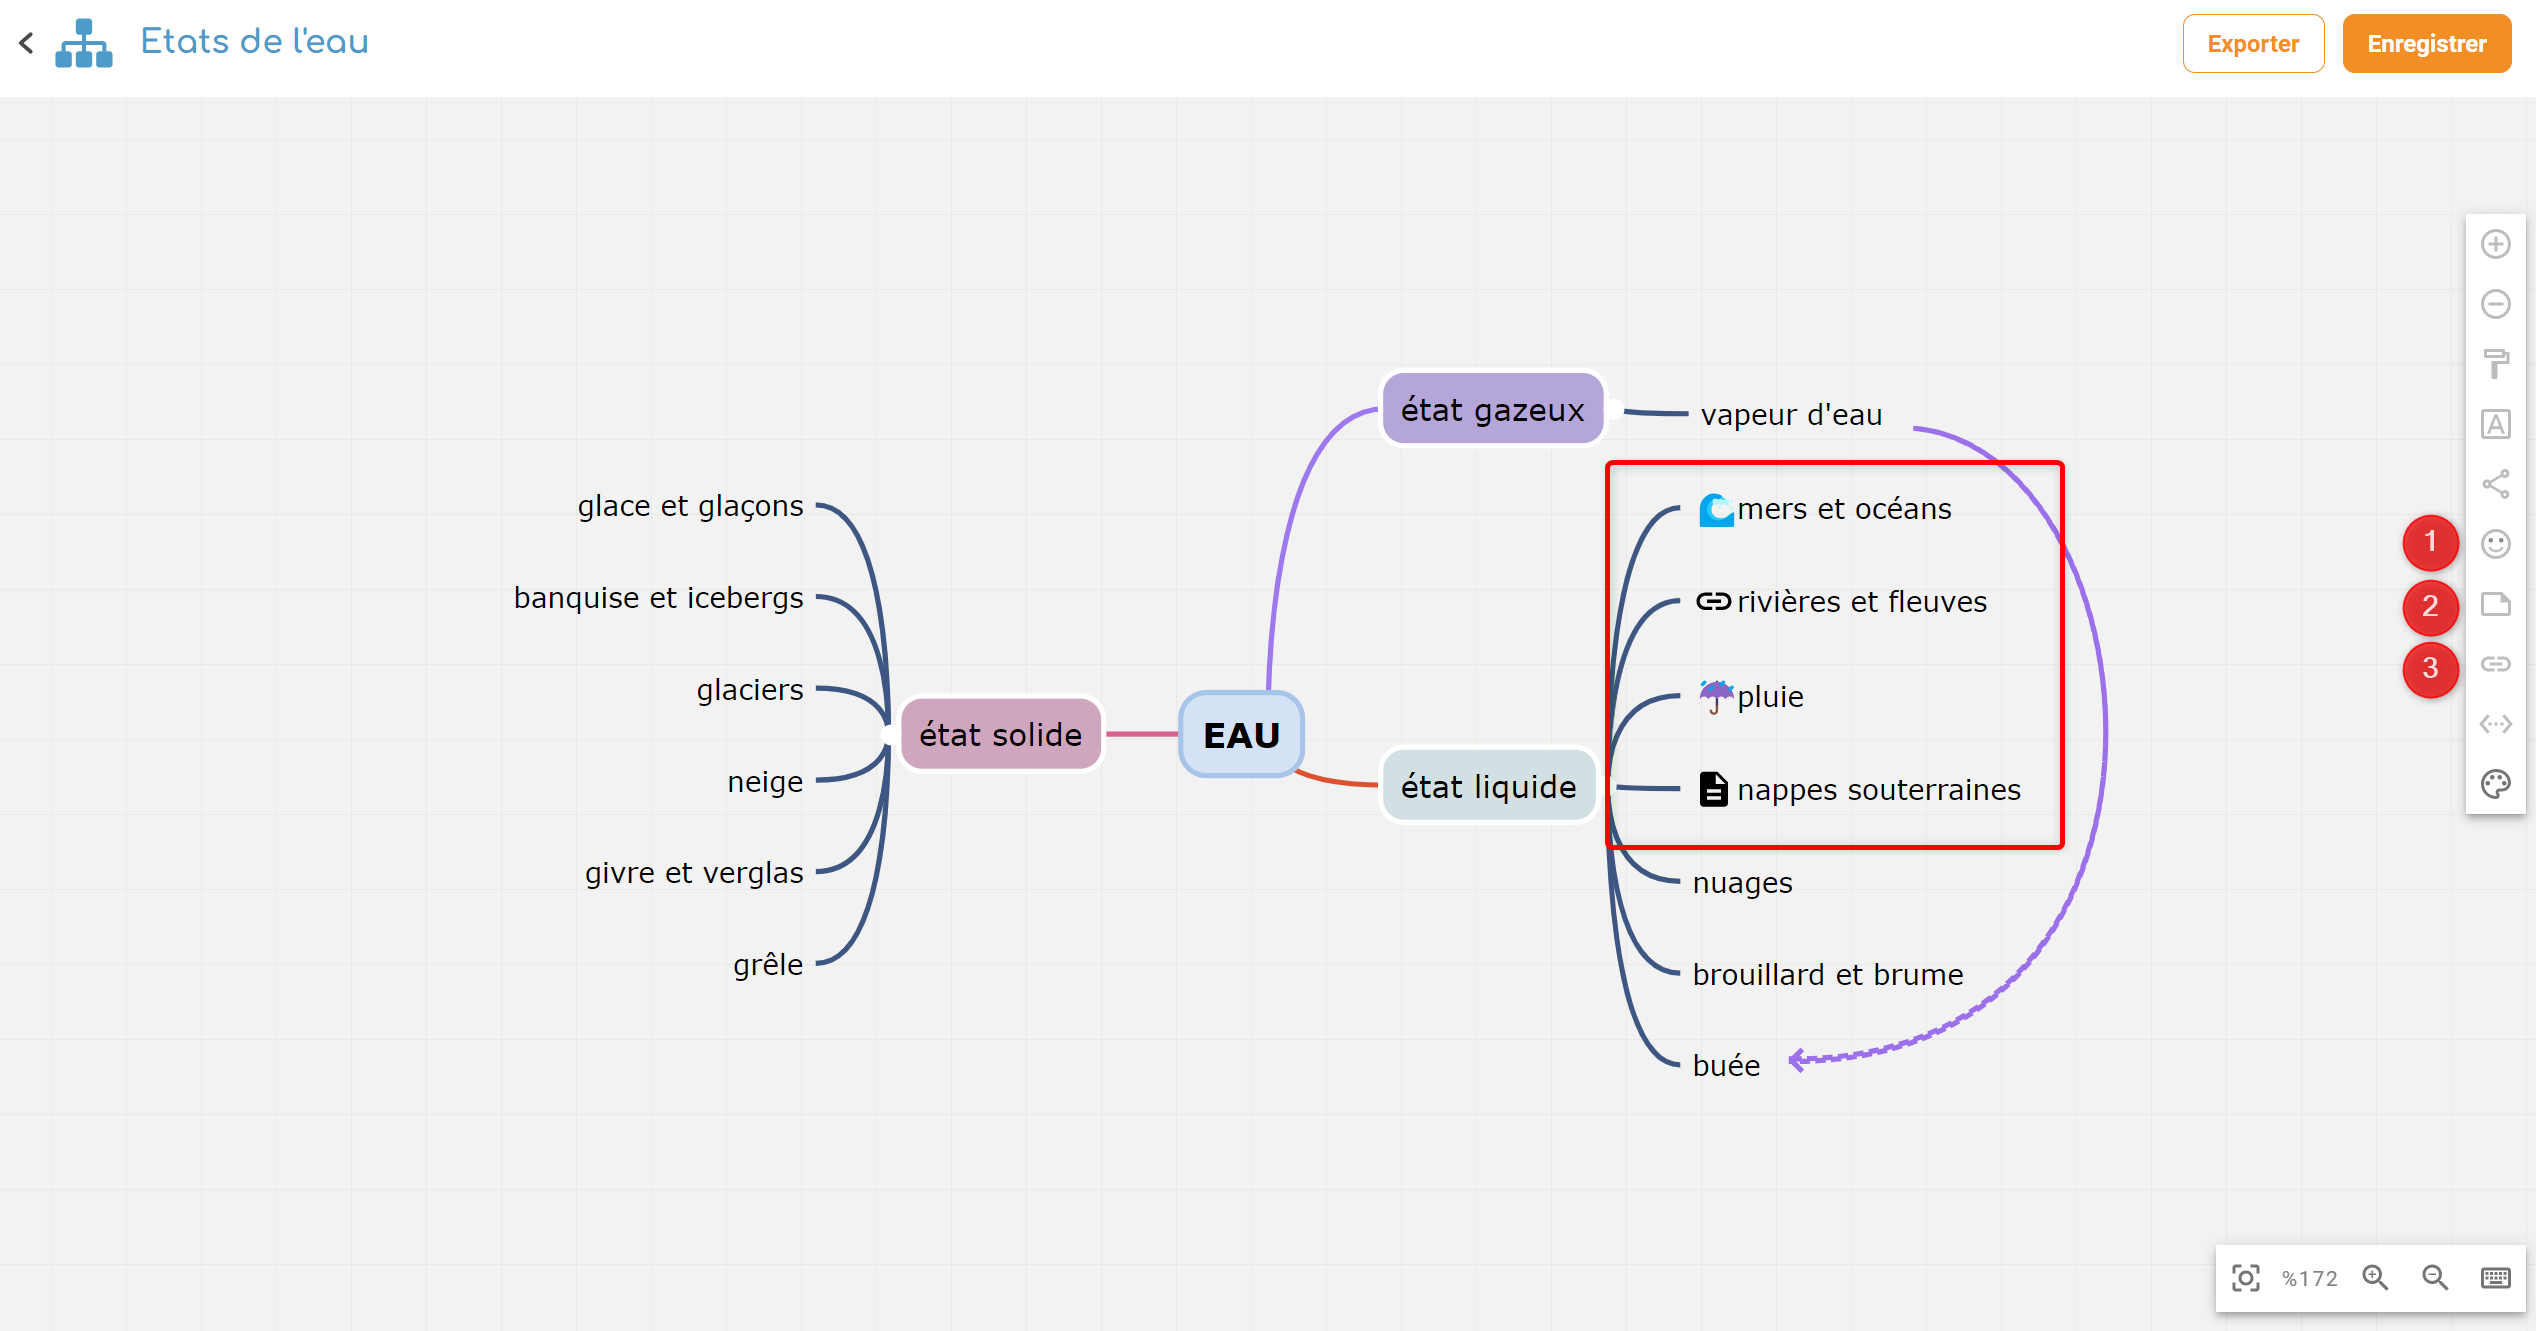 Etats de l'eau
Exporter
Enregistrer
état gazeux
vapeur d'eau
glace et glaçons
banquise et icebergs
glaciers
neige
givre et verglas
grêle
état solide
EAU
état liquide
mers et océans
rivières et fleuves
pluie
nappes souterraines
nuages
brouillard et brume
buée
A
1
2
3
%172